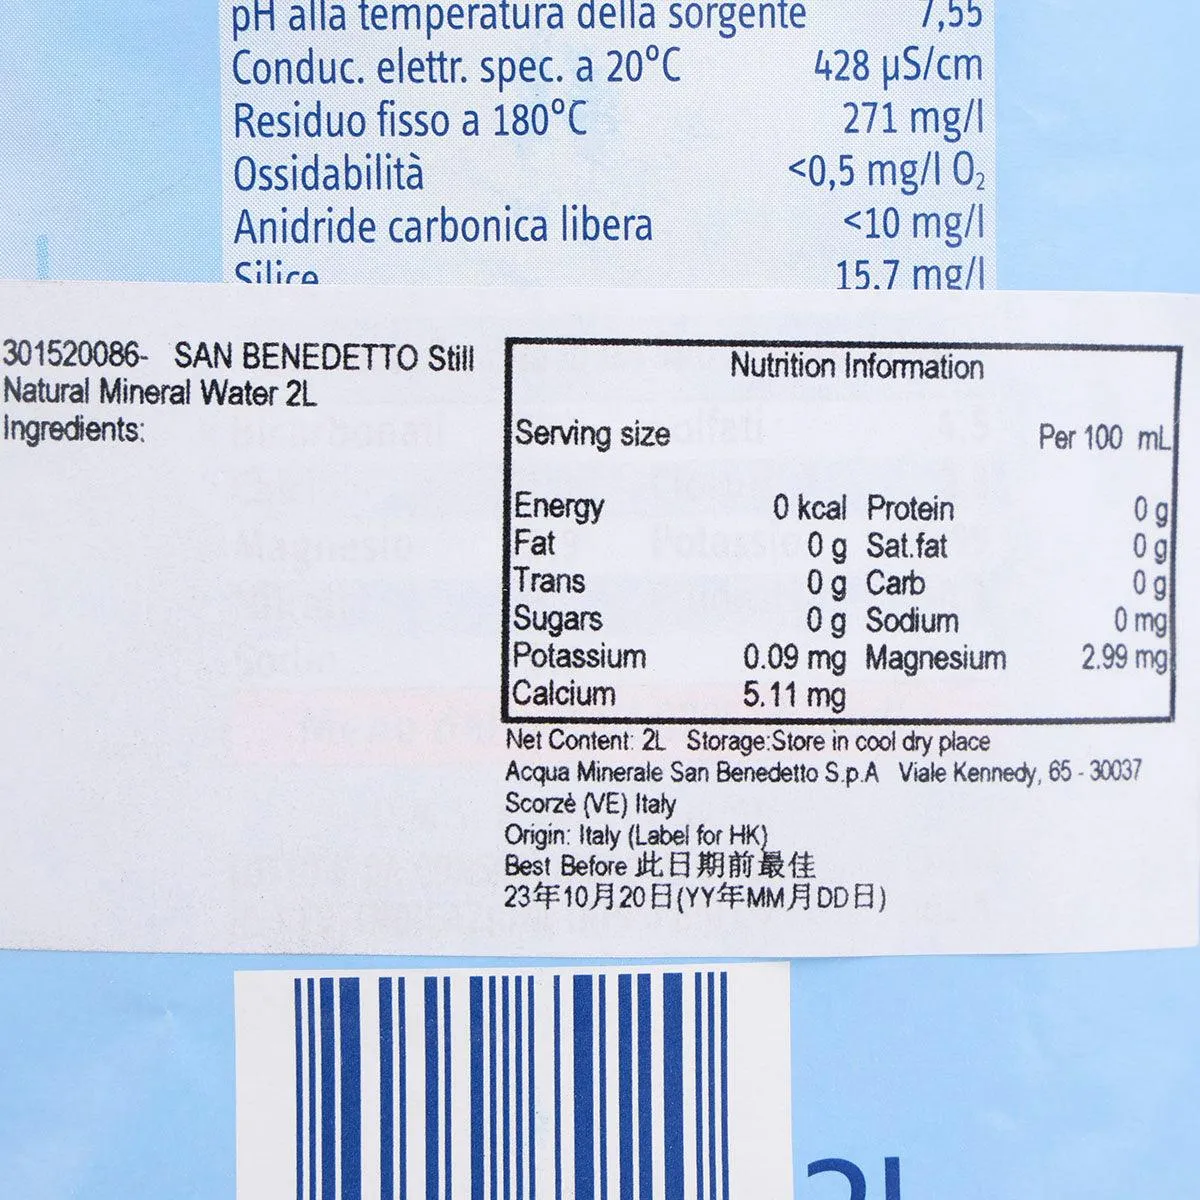 pH alla temperatura della sorgente 7,55
Conduc. elettr. spec. a 20°C 428 µS/cm
Residuo fisso a 180°C 271 mg/l
Ossidabilità <0,5 mg/l O₂
Anidride carbonica libera <10 mg/l
Silice 15,7 mg/l
301520086- SAN BENEDETTO Still
Natural Mineral Water 2L
Ingredients:
Nutrition Information
Serving size Per 100 mL
Energy 0 kcal Protein 0 g
Fat 0 g Sat.fat 0 g
Trans 0 g Carb 0 g
Sugars 0 g Sodium 0 mg
Potassium 0.09 mg Magnesium 2.99 mg
Calcium 5.11 mg
Net Content: 2L Storage:Store in cool dry place
Acqua Minerale San Benedetto S.p.A Viale Kennedy, 65 - 30037
Scorzè (VE) Italy
Origin: Italy (Label for HK)
Best Before 此日期前最佳
23年10月20日(YY年MM月DD日)
2L